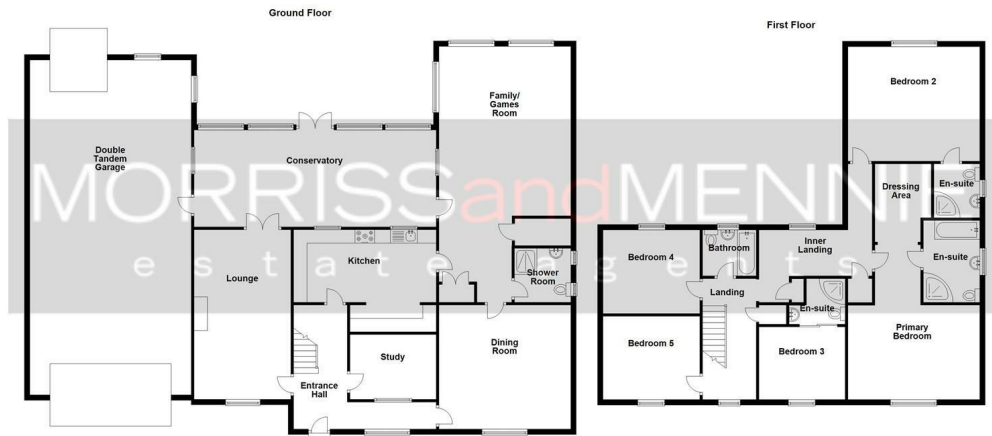 Ground Floor
First Floor
Family/
Games
Room
Bedroom 2
Double
Tandem
Garage
Conservatory
MORRISSandMENNIE
estate agents
Dressing
Area
En-suite
Lounge
Kitchen
Shower
Room
Bedroom 4
Bathroom
Inner
Landing
En-suite
Landing
En-suite
Study
Dining
Room
Bedroom 5
Bedroom 3
Primary
Bedroom
Entrance
Hall